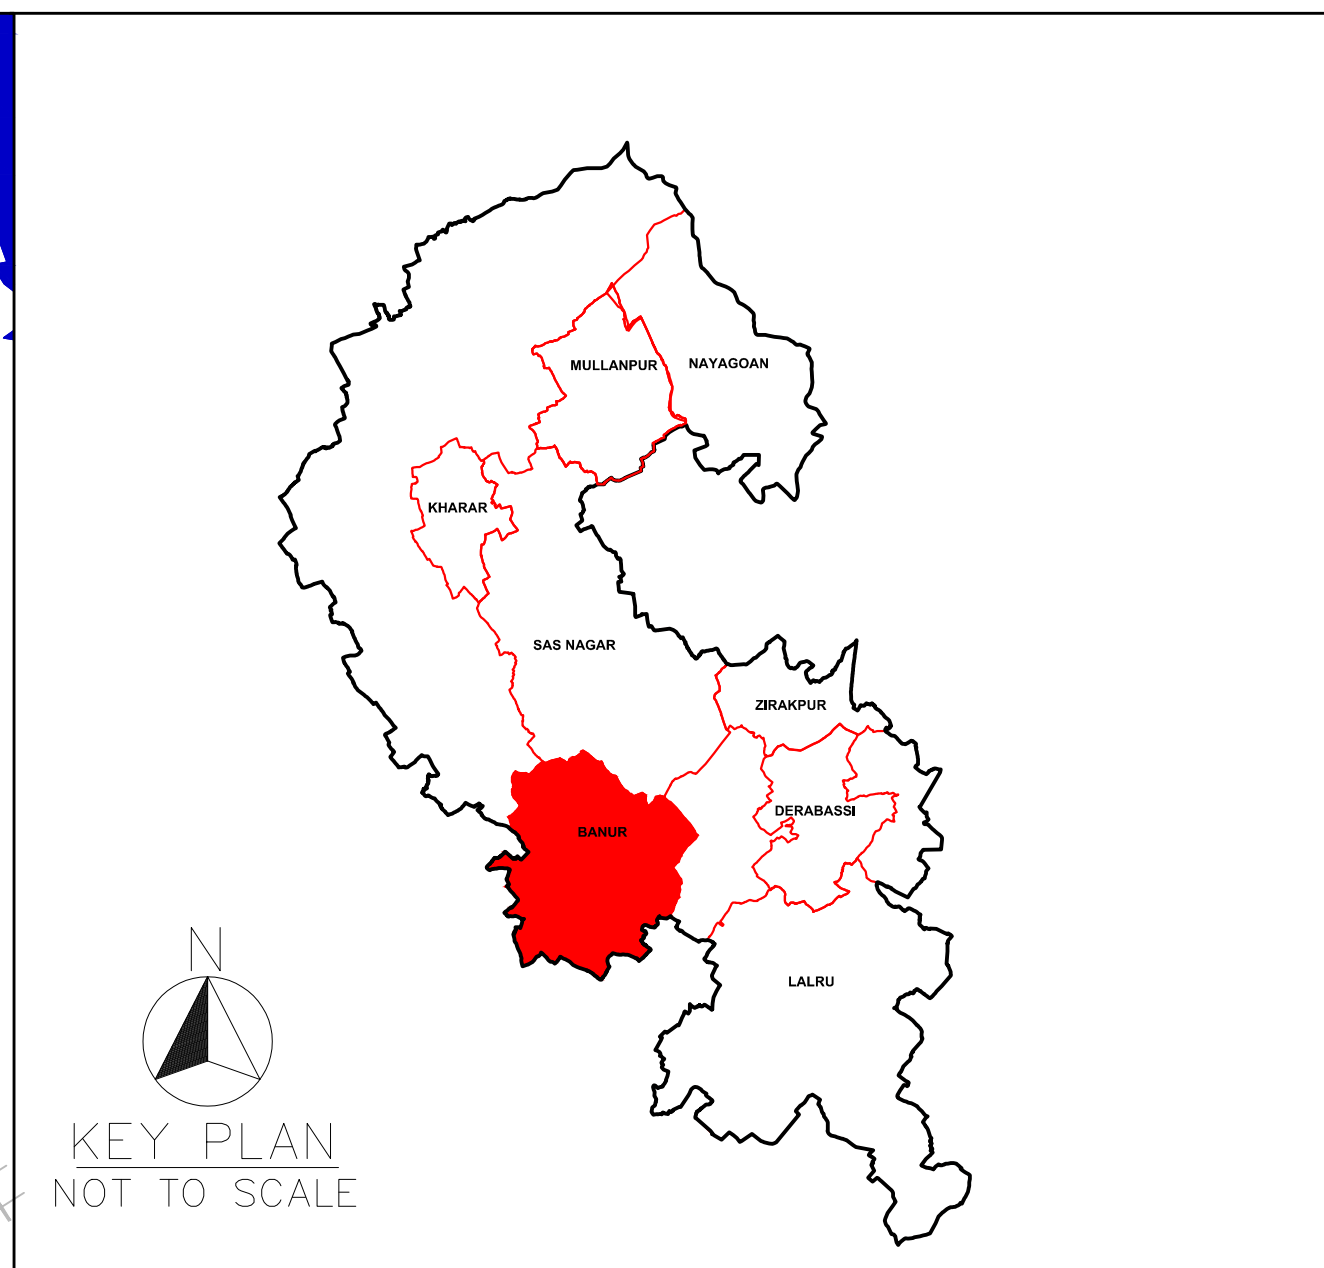 MULLANPUR
NAYAGOAN
KHARAR
SAS NAGAR
ZIRAKPUR
DERABASSI
BANUR
LALRU
N
KEY PLAN
NOT TO SCALE